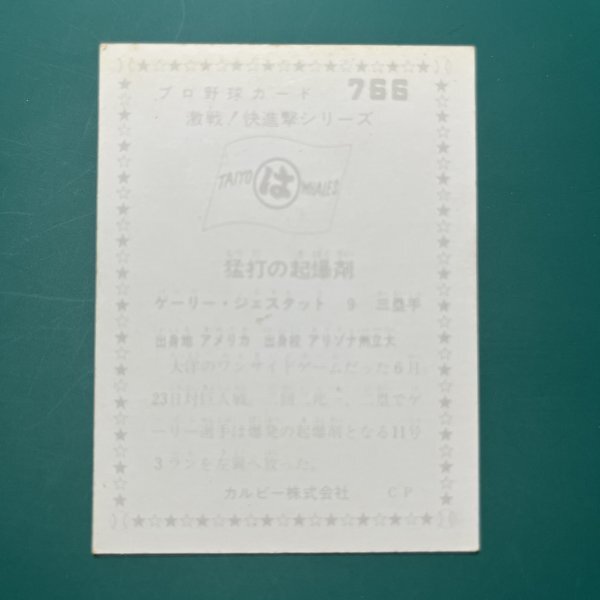 プロ野球カード 766
激戦!快進撃シリーズ
TAIYO は WHALES
猛打の起爆剤
ゲーリー・ジェスタッド 9 三塁手
出身地 アメリカ 出身校 アリゾナ州立大
大洋のワンサイドゲームだった6月
23日対巨人戦。二回二死一、二塁でゲ
ーリー選手は爆発の起爆剤となる11号
3ランを左翼へ放った。
カルビー株式会社 CP